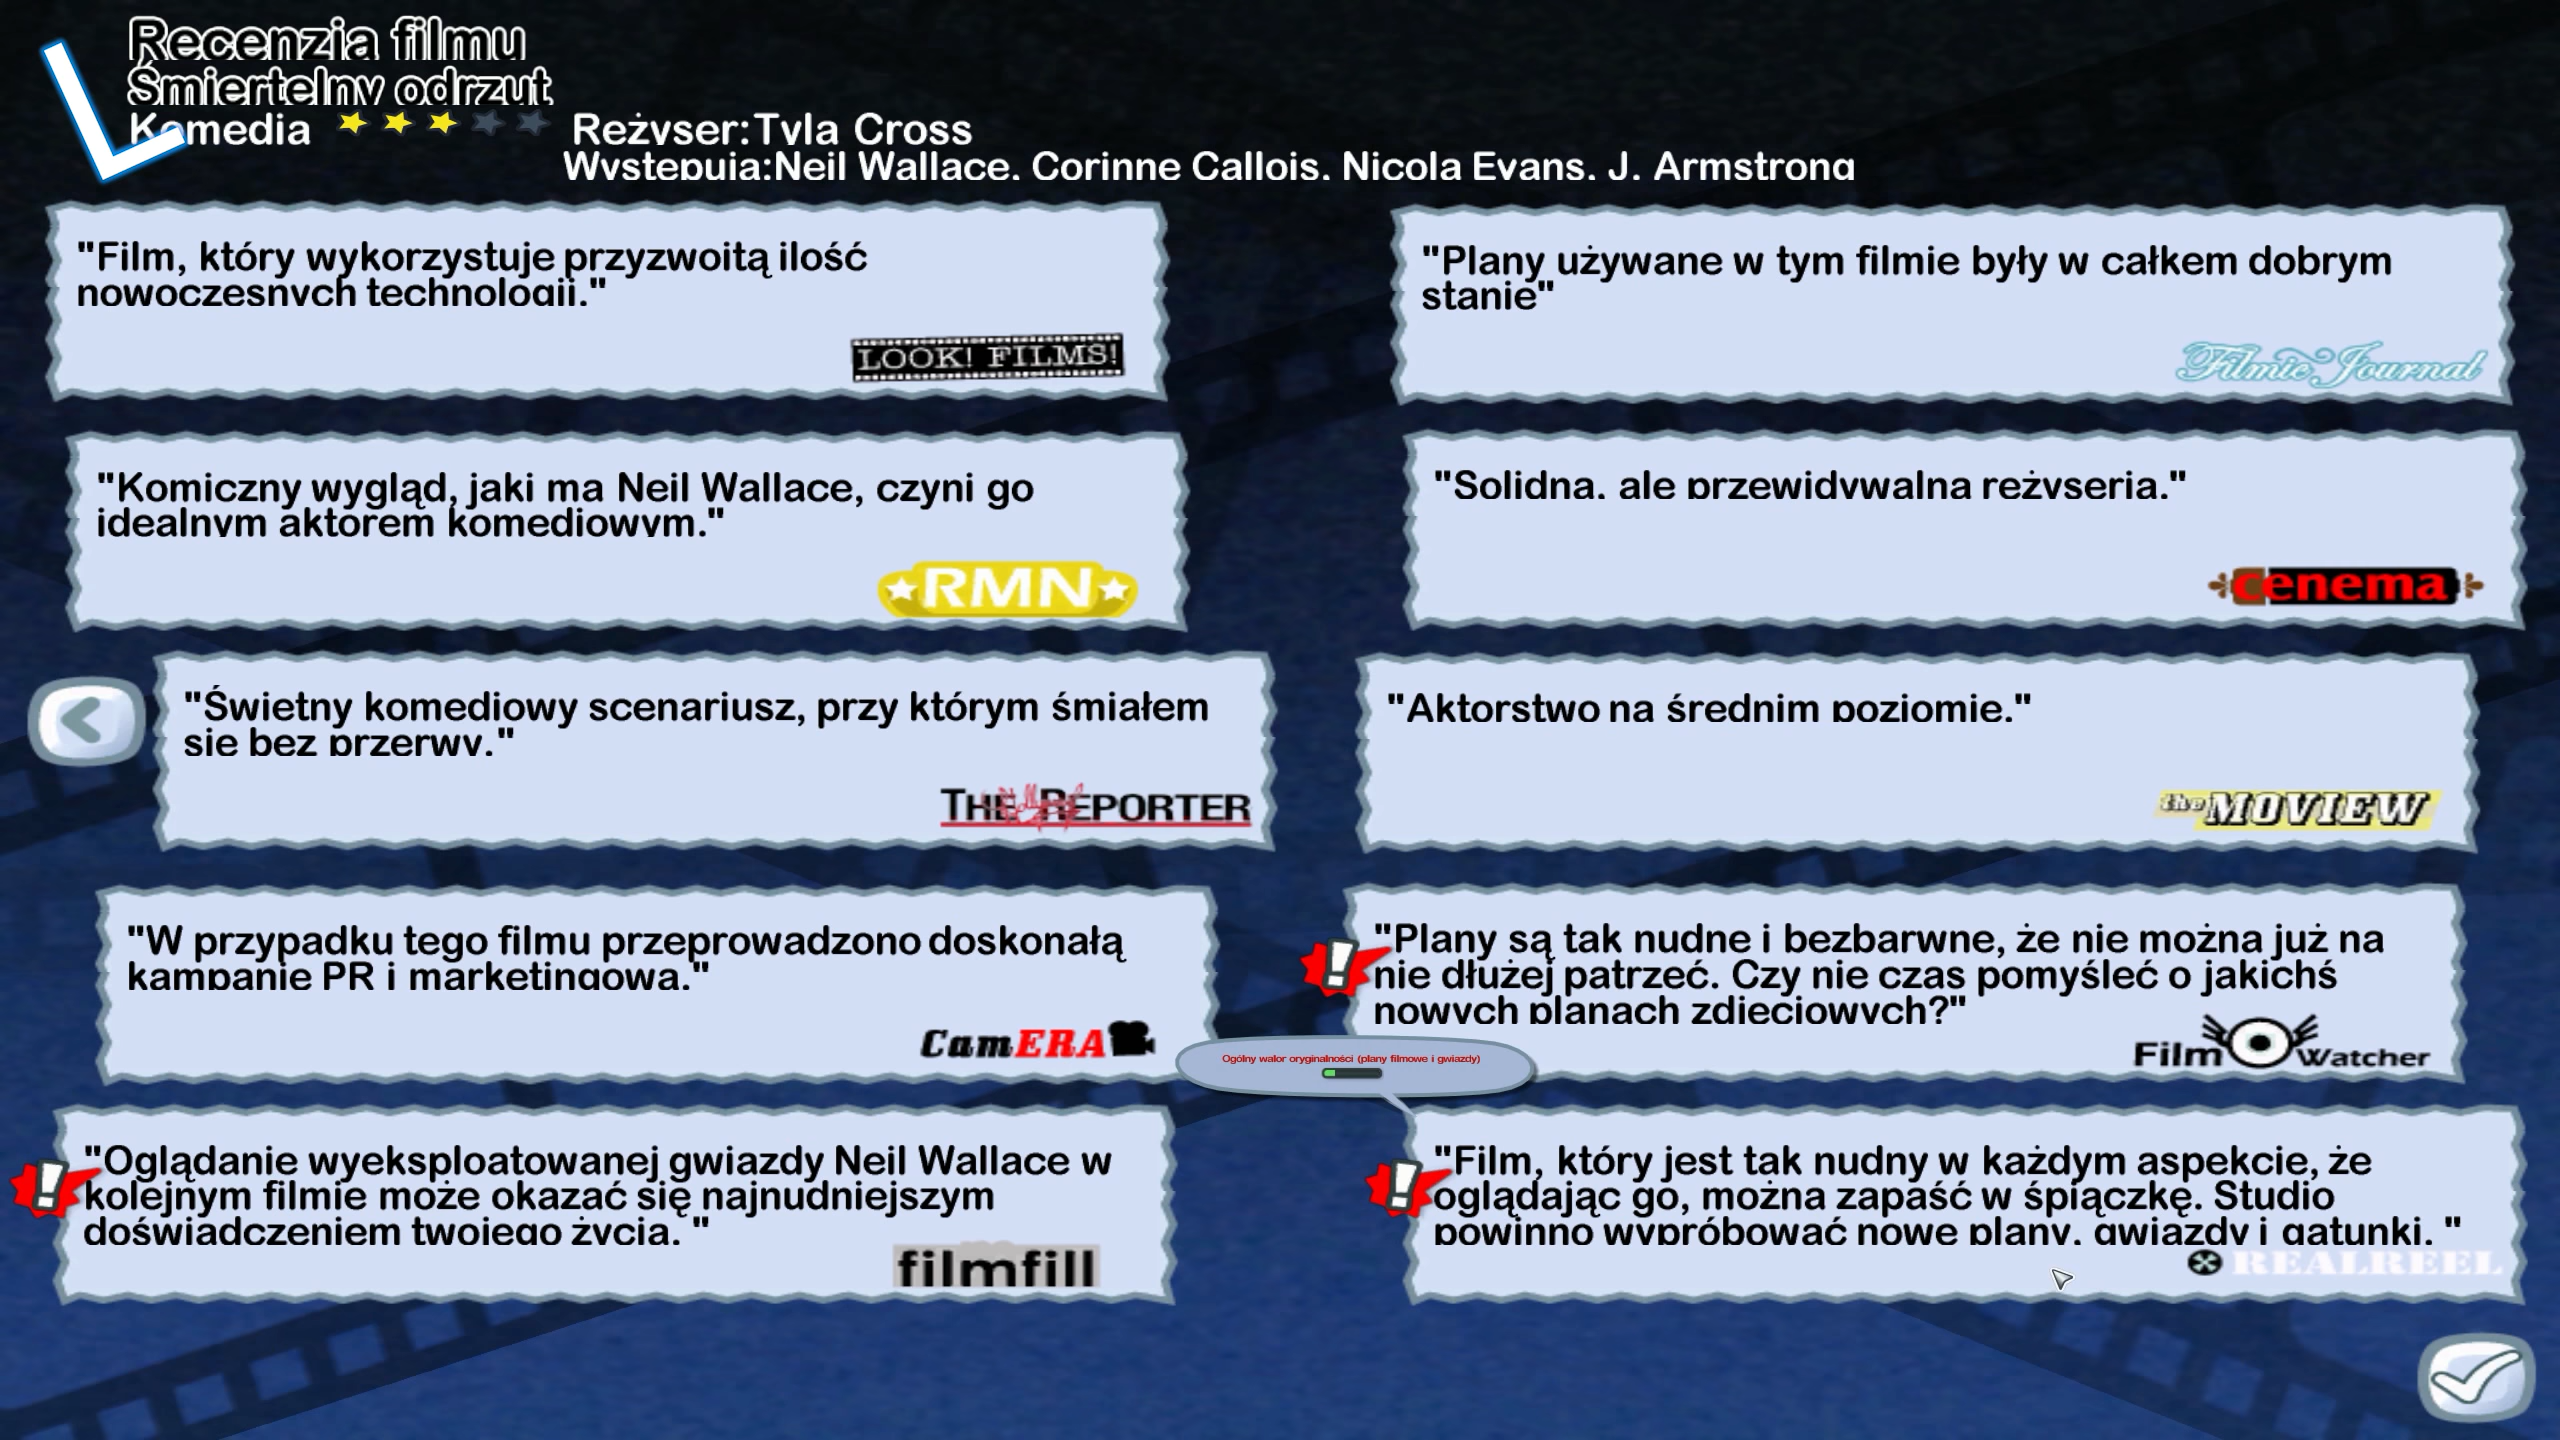 Recenzja filmu
Śmiertelny odrzut
Komedia
Reżyser:Tyla Cross
Występują:Neil Wallace, Corinne Callois, Nicola Evans, J. Armstrong
"Film, który wykorzystuje przyzwoitą ilość
nowoczesnych technologii."
LOOK! FILMS!
"Plany używane w tym filmie były w całkem dobrym
stanie"
Filmie Journal
"Komiczny wygląd, jaki ma Neil Wallace, czyni go
idealnym aktorem komediowym."
RMN
"Solidna, ale przewidywalna reżyseria."
cenema
"Świetny komediowy scenariusz, przy którym śmiałem
się bez przerwy."
THE REPORTER
"Aktorstwo na średnim poziomie."
the MOVIEW
"W przypadku tego filmu przeprowadzono doskonałą
kampanię PR i marketingową."
CamERA
"Plany są tak nudne i bezbarwne, że nie można już na
nie dłużej patrzeć. Czy nie czas pomyśleć o jakichś
nowych planach zdjęciowych?"
Film Watcher
Ogólny walor oryginalności (plany filmowe i gwiazdy)
"Oglądanie wyeksploatowanej gwiazdy Neil Wallace w
kolejnym filmie może okazać się najnudniejszym
doświadczeniem twojego życia. "
filmfill
"Film, który jest tak nudny w każdym aspekcie, że
oglądając go, można zapaść w śpiączkę. Studio
powinno wypróbować nowe plany, gwiazdy i gatunki. "
REALREEL